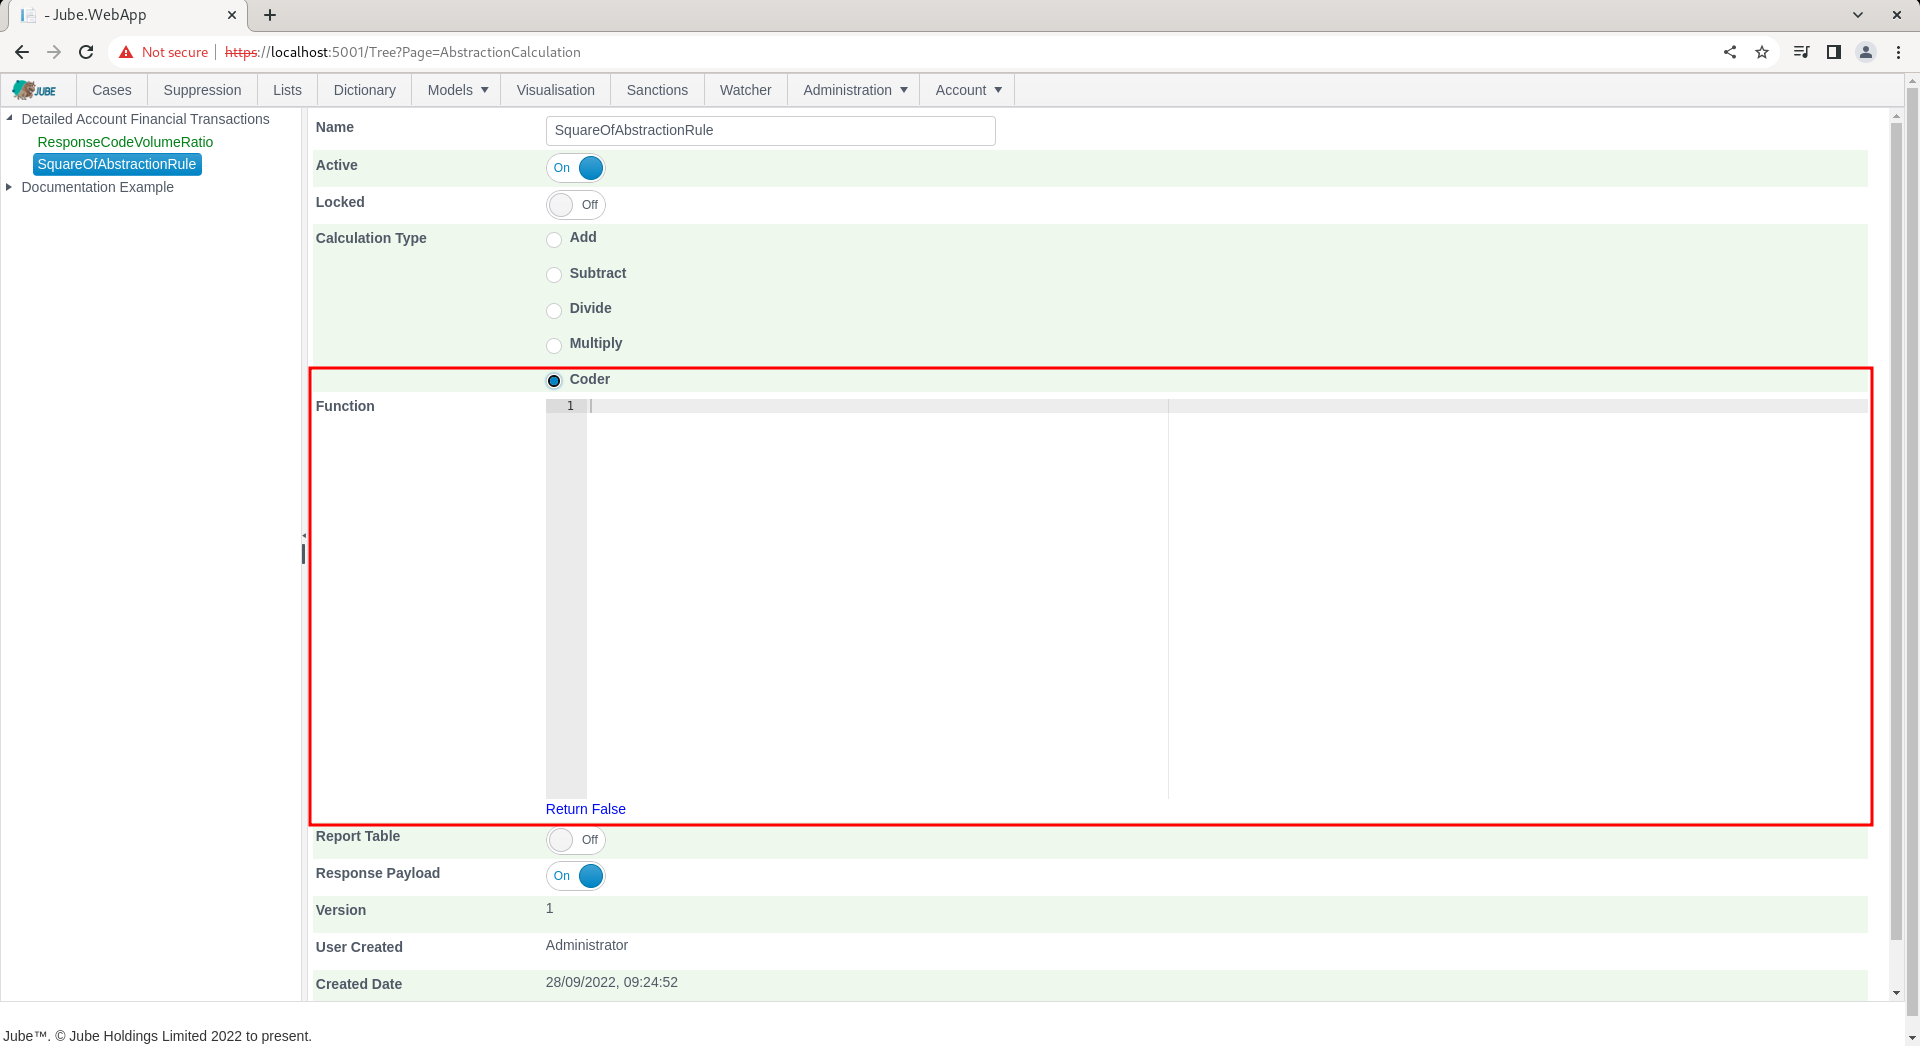 - Jube.WebApp
Not secure https://localhost:5001/Tree?Page=AbstractionCalculation
JUBE Cases Suppression Lists Dictionary Models Visualisation Sanctions Watcher Administration Account
Detailed Account Financial Transactions
ResponseCodeVolumeRatio
SquareOfAbstractionRule
Documentation Example
Name SquareOfAbstractionRule
Active On
Locked Off
Calculation Type Add
Subtract
Divide
Multiply
Coder
Function 1
Return False
Report Table Off
Response Payload On
Version 1
User Created Administrator
Created Date 28/09/2022, 09:24:52
Jube™. © Jube Holdings Limited 2022 to present.